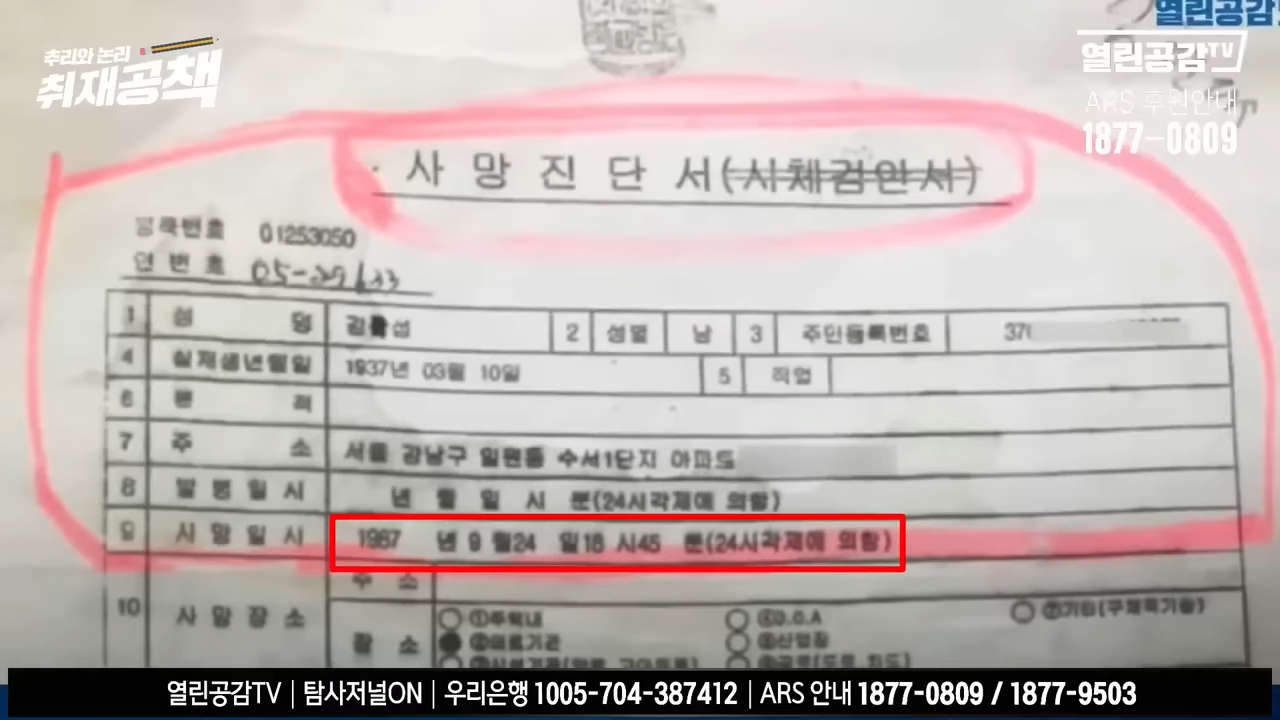 추리와 논리
취재공책
열린공감
열린공감TV
ARS 후원안내
1877-0809
사 망 진 단 서(시체검안서)
등록번호 01253050
연 번 호 05-
1 성 명 김 섭 2 성별 남 3 주민등록번호 37
4 실제생년월일 1937년 03월 10일 5 직업
6 본 적
7 주 소 서울 강남구 일원동 수서1단지 아파트
8 발 병 일 시 년 월 일 시 분(24시각제에 의함)
9 사 망 일 시 1987 년 9 월24 일18 시45 분(24시각제에 의함)
주 소
10 사 망 장 소 장 소
①주택내 ④D.O.A ⑦기타(구체적기관)
②의료기관 ⑤산업장
열린공감TV | 탐사저널ON | 우리은행 1005-704-387412 | ARS 안내 1877-0809 / 1877-9503